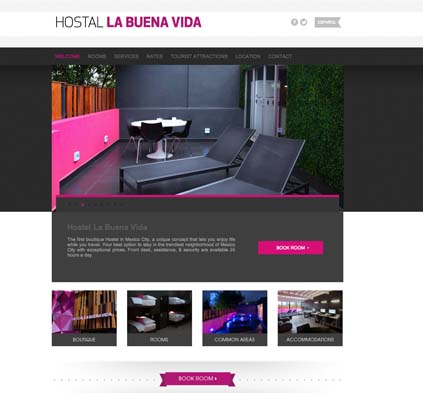 HOSTAL LA BUENA VIDA
ESPAÑOL
WELCOME ROOMS SERVICES RATES TOURIST ATTRACTIONS LOCATION CONTACT
Hostel La Buena Vida
The first boutique Hostel in Mexico City, a unique concept that lets you enjoy life
while you travel. Your best option to stay in the trendiest neighborhood of Mexico
City with exceptional prices. Front desk, assistance, & security are available 24
hours a day.
BOOK ROOM
BOUTIQUE
ROOMS
COMMON AREAS
ACCOMMODATIONS
BOOK ROOM